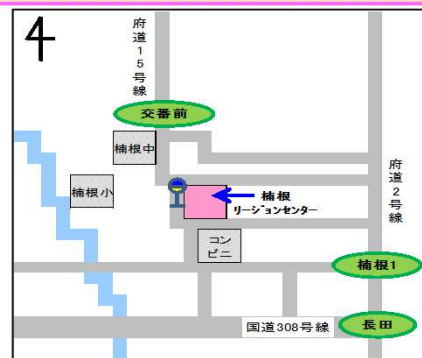 府道15号線
交番前
楠根中
府道2号線
楠根小
楠根
リージョンセンター
コン
ビニ
楠根1
国道308号線
長田